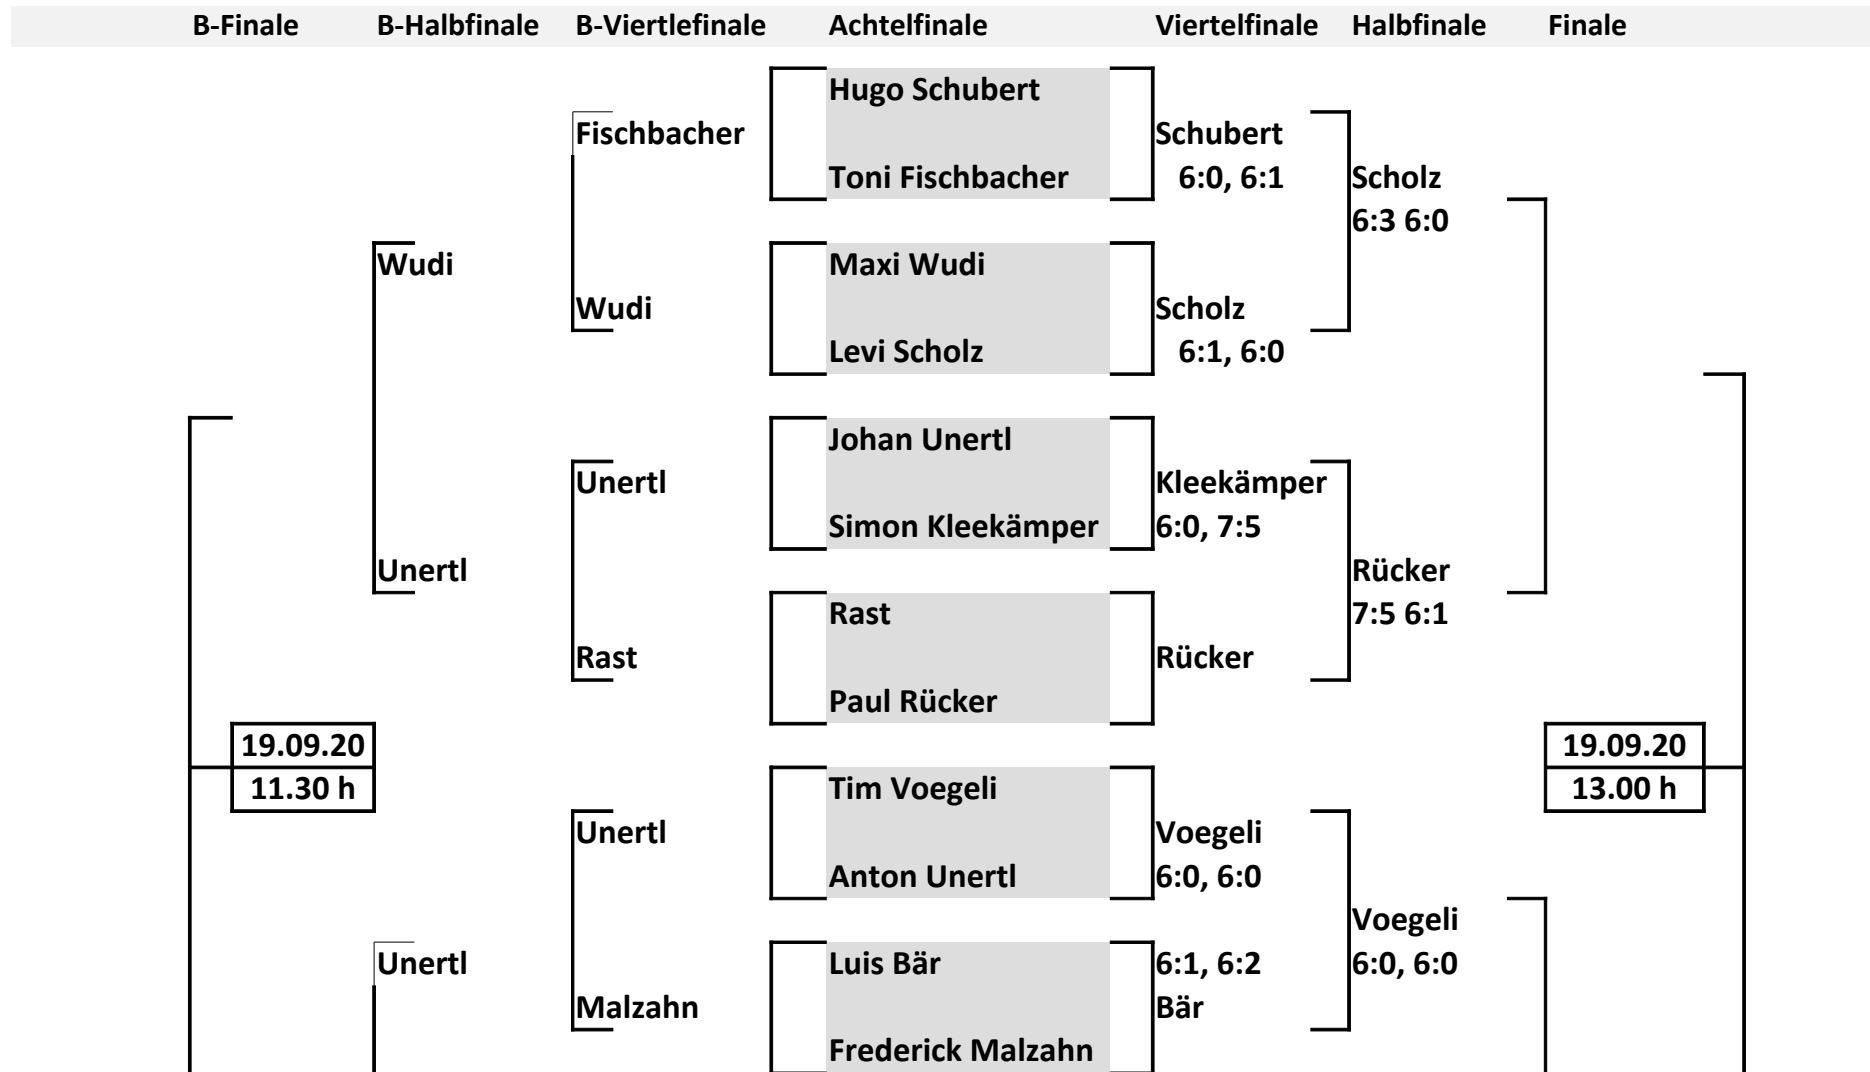 B-Finale B-Halbfinale B-Viertlefinale Achtelfinale Viertelfinale Halbfinale Finale
Hugo Schubert
Fischbacher Schubert
Toni Fischbacher 6:0, 6:1 Scholz
6:3 6:0
Wudi Maxi Wudi
Wudi Scholz
Levi Scholz 6:1, 6:0
Johan Unertl
Unertl Kleekämper
Simon Kleekämper 6:0, 7:5
Unertl Rücker
Rast 7:5 6:1
Rast Rücker
Paul Rücker
19.09.20 19.09.20
11.30 h Tim Voegeli 13.00 h
Unertl Voegeli
Anton Unertl 6:0, 6:0
Voegeli
Unertl Luis Bär 6:1, 6:2 6:0, 6:0
Malzahn Bär
Frederick Malzahn